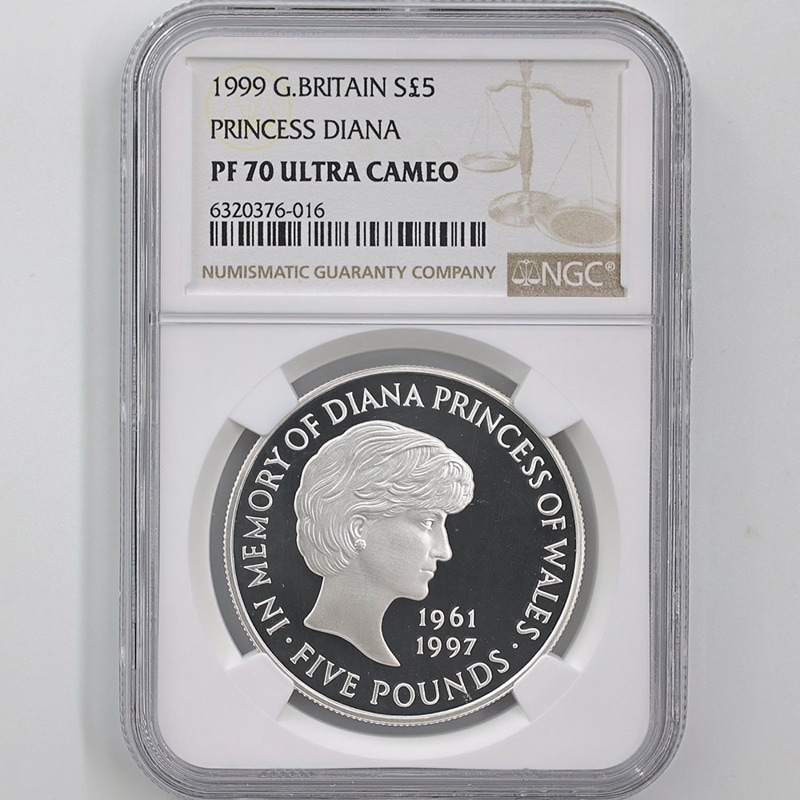 1999 G.BRITAIN S£5
PRINCESS DIANA
PF 70 ULTRA CAMEO
6320376-016
NUMISMATIC GUARANTY COMPANY
NGC®
IN MEMORY OF DIANA PRINCESS OF WALES
1961
1997
· FIVE POUNDS ·